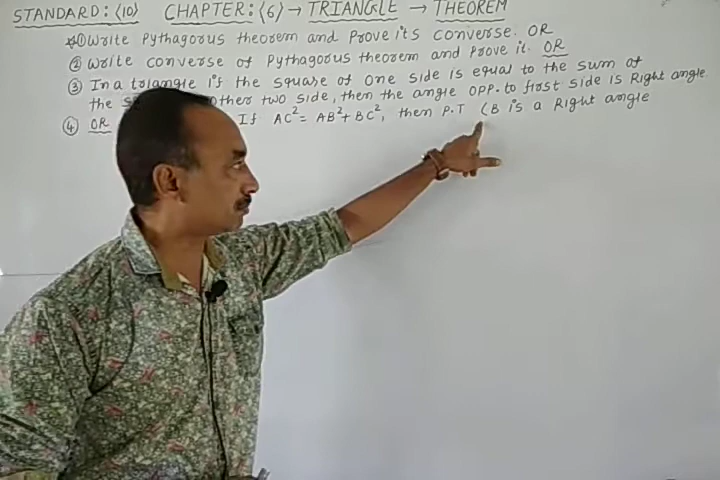 STANDARD: <10> CHAPTER: <6> → TRIANGLE → THEOREM
① Write Pythagorus theorem and Prove it's converse. OR
② Write converse of Pythagorus theorem and Prove it. OR
③ In a triangle if the square of one side is equal to the sum of
the other two side, then the angle OPP. to first side is Right angle.
④ OR If AC² = AB² + BC², then P.T ∠B is a Right angle